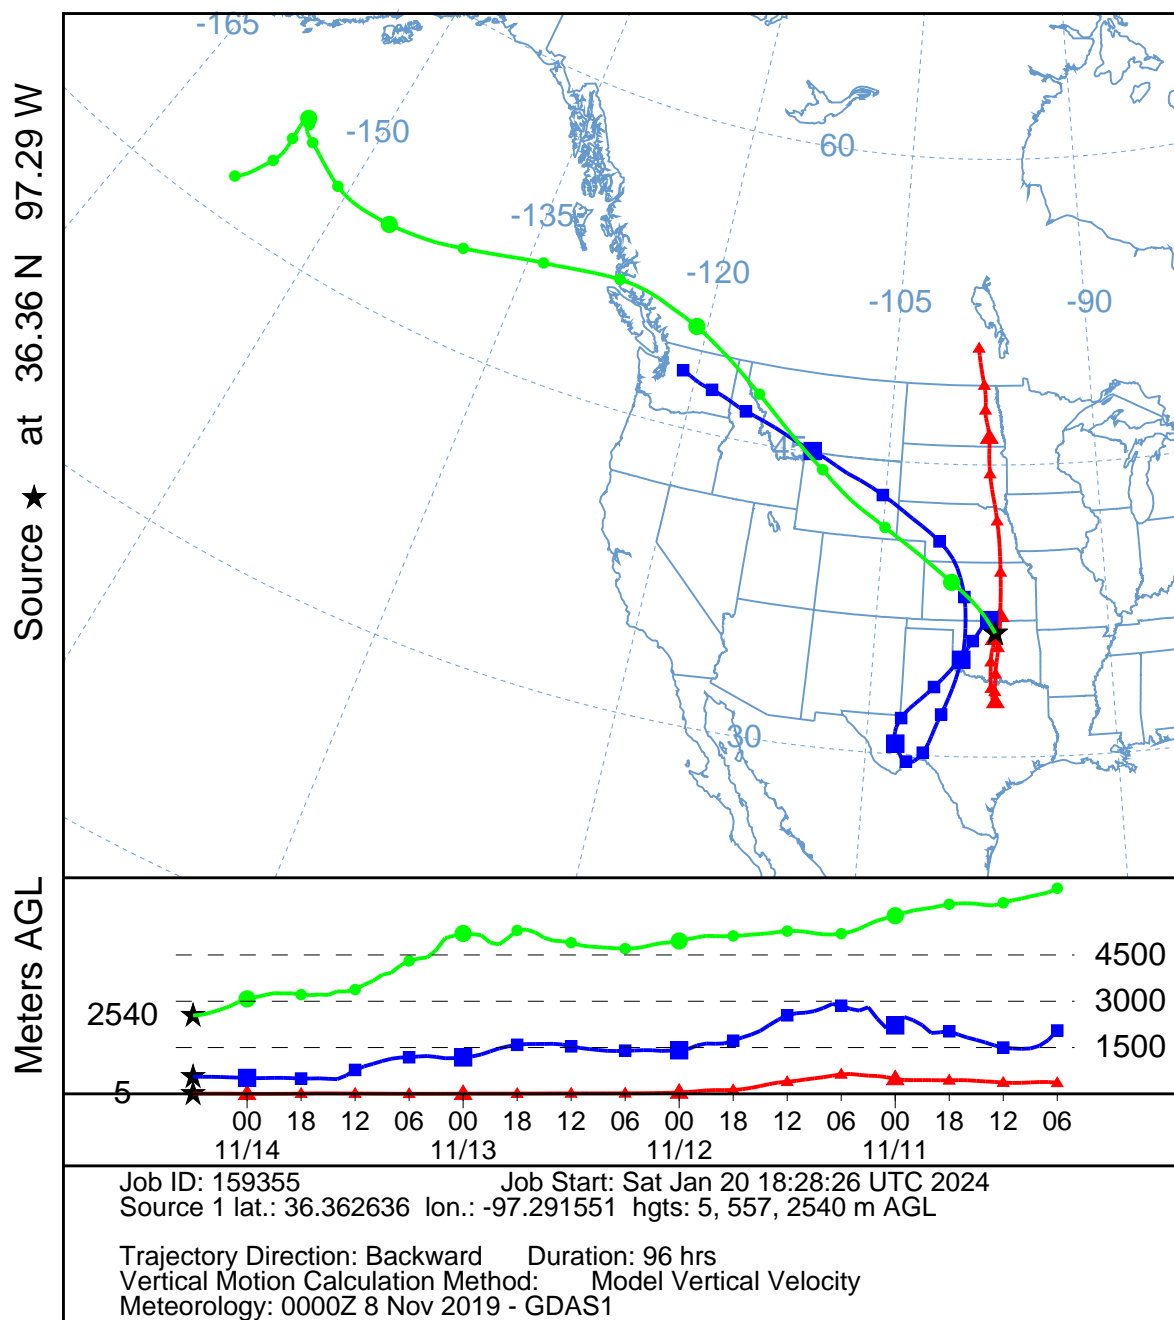 -165
-150
60
-135
-120
-105
-90
45
30
Source ★ at 36.36 N 97.29 W
Meters AGL
4500
3000
2540
1500
5
00 18 12 06 00 18 12 06 00 18 12 06 00 18 12 06
11/14 11/13 11/12 11/11
Job ID: 159355 Job Start: Sat Jan 20 18:28:26 UTC 2024
Source 1 lat.: 36.362636 lon.: -97.291551 hgts: 5, 557, 2540 m AGL
Trajectory Direction: Backward Duration: 96 hrs
Vertical Motion Calculation Method: Model Vertical Velocity
Meteorology: 0000Z 8 Nov 2019 - GDAS1